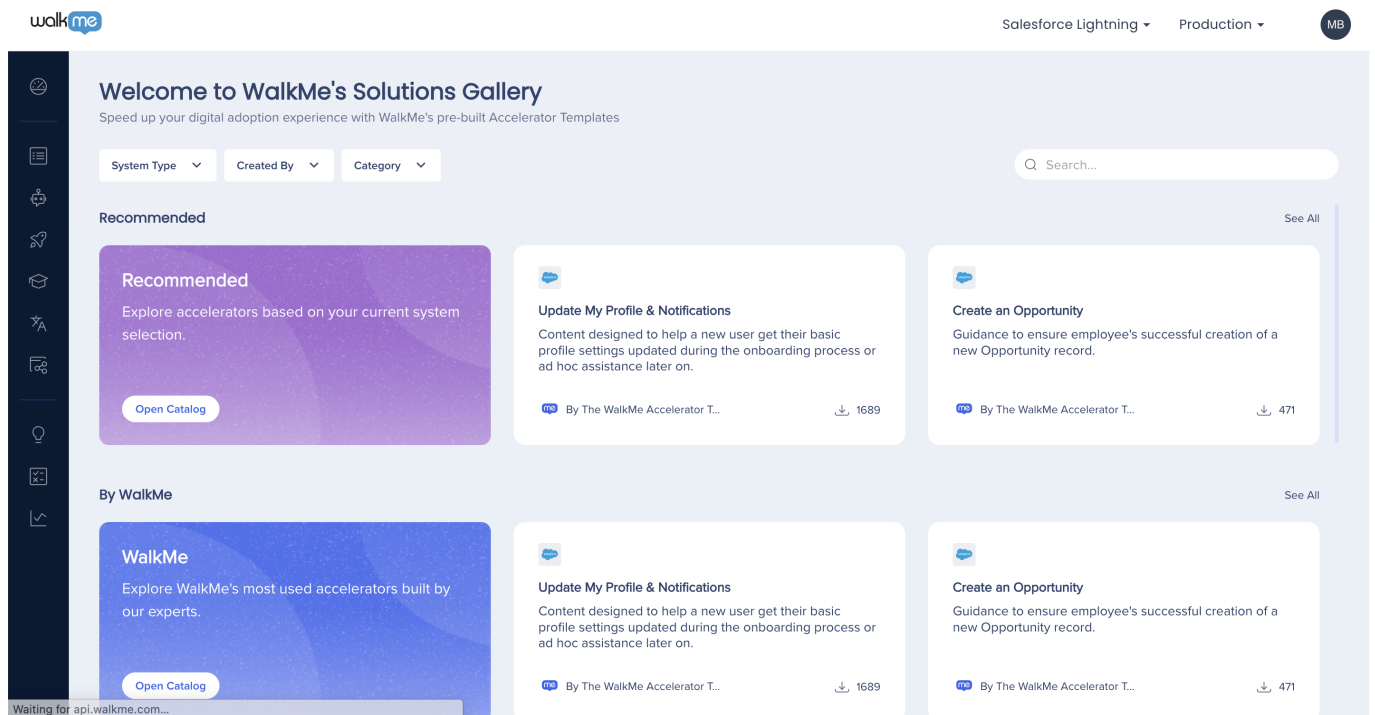 walkme
Salesforce Lightning
Production
MB
Welcome to WalkMe's Solutions Gallery
Speed up your digital adoption experience with WalkMe's pre-built Accelerator Templates
System Type
Created By
Category
Search...
Recommended
See All
Recommended
Explore accelerators based on your current system
selection.
Open Catalog
Update My Profile & Notifications
Content designed to help a new user get their basic
profile settings updated during the onboarding process or
ad hoc assistance later on.
me
By The WalkMe Accelerator T...
1689
Create an Opportunity
Guidance to ensure employee's successful creation of a
new Opportunity record.
me
By The WalkMe Accelerator T...
471
By WalkMe
See All
WalkMe
Explore WalkMe's most used accelerators built by
our experts.
Open Catalog
Update My Profile & Notifications
Content designed to help a new user get their basic
profile settings updated during the onboarding process or
ad hoc assistance later on.
me
By The WalkMe Accelerator T...
1689
Create an Opportunity
Guidance to ensure employee's successful creation of a
new Opportunity record.
me
By The WalkMe Accelerator T...
471
Waiting for api.walkme.com...